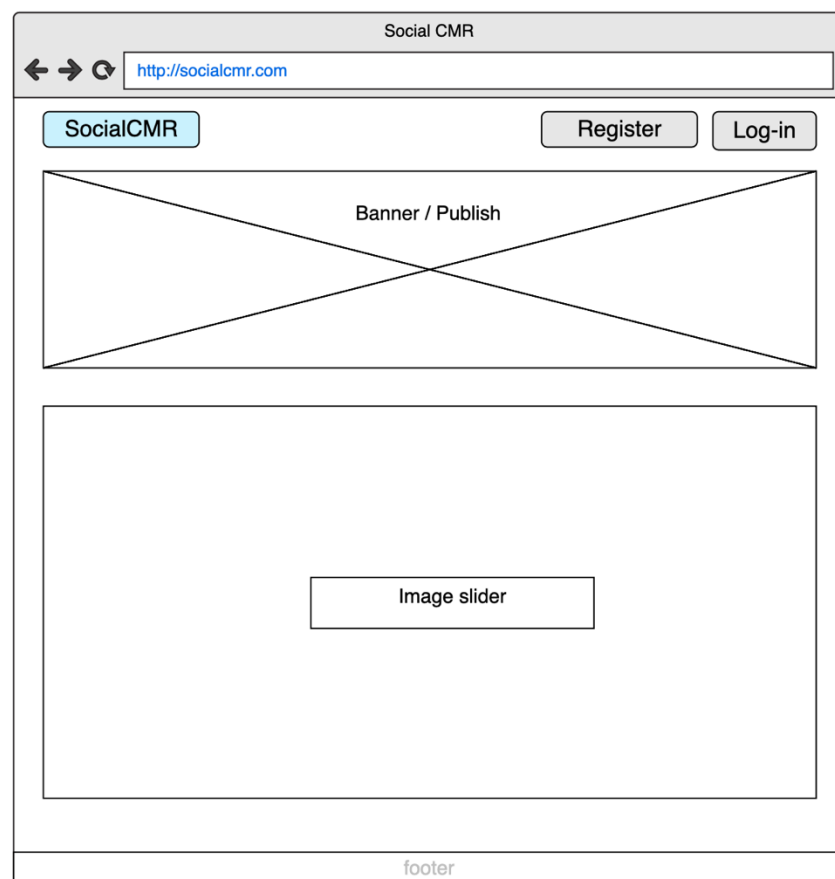 Social CMR
http://socialcmr.com
SocialCMR
Register
Log-in
Banner / Publish
Image slider
footer